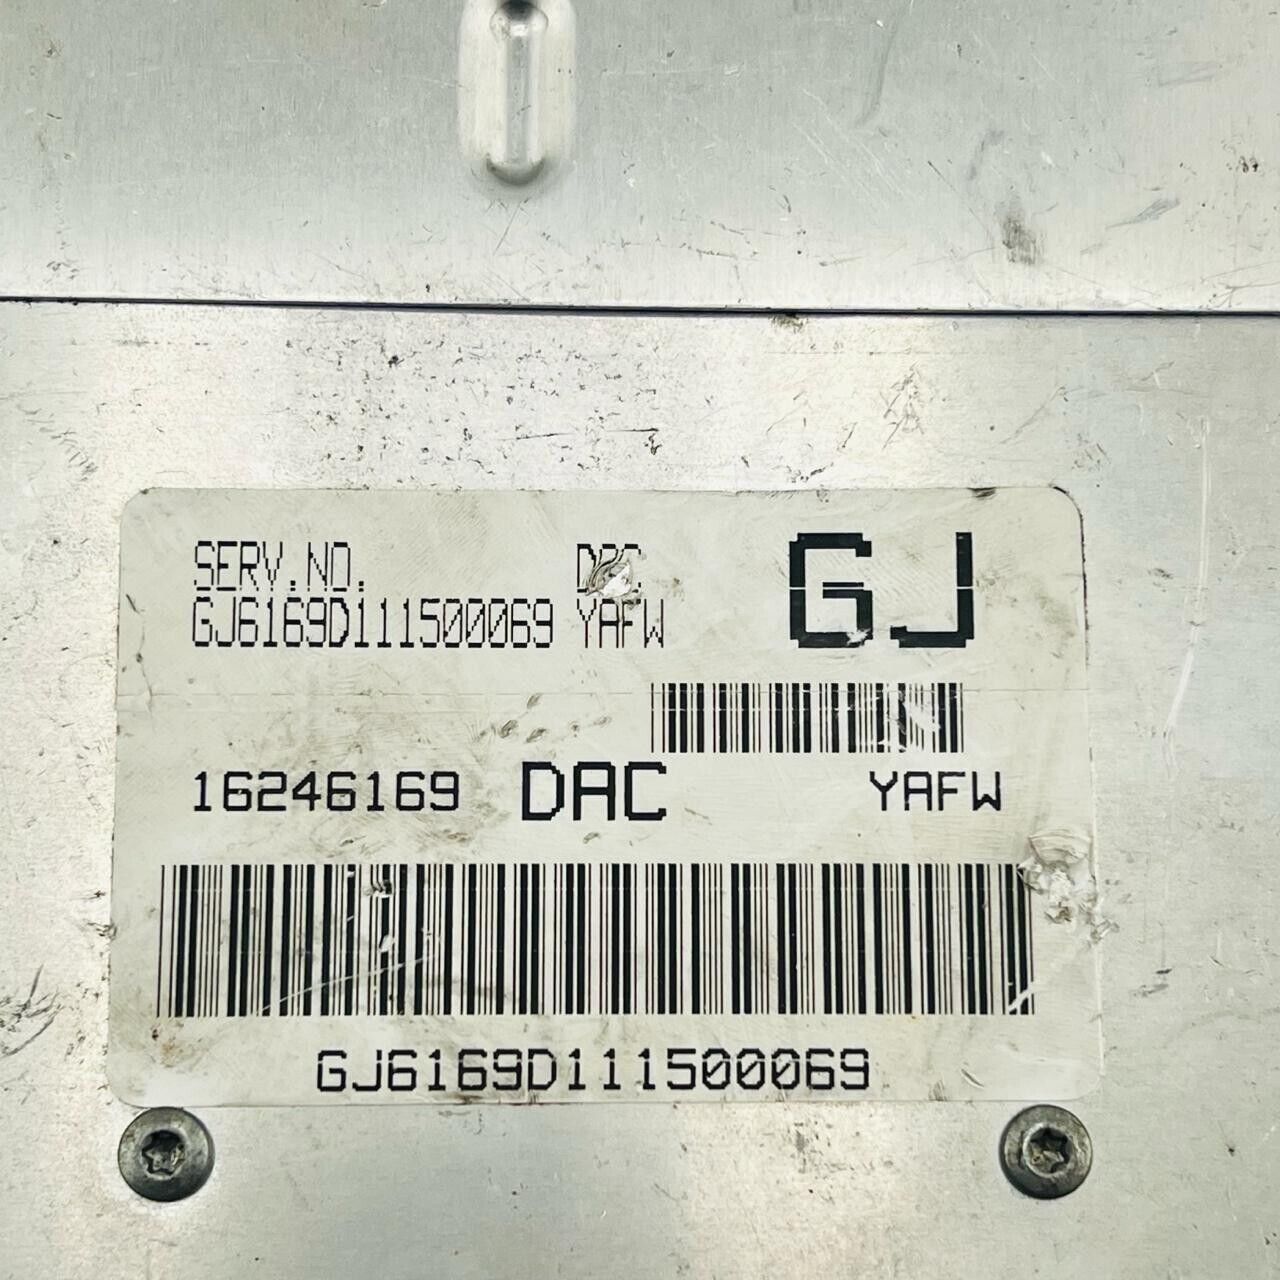 SERV.NO.
GJ6169D111500069 YAFW
GJ
16246169 DAC YAFW
GJ6169D111500069